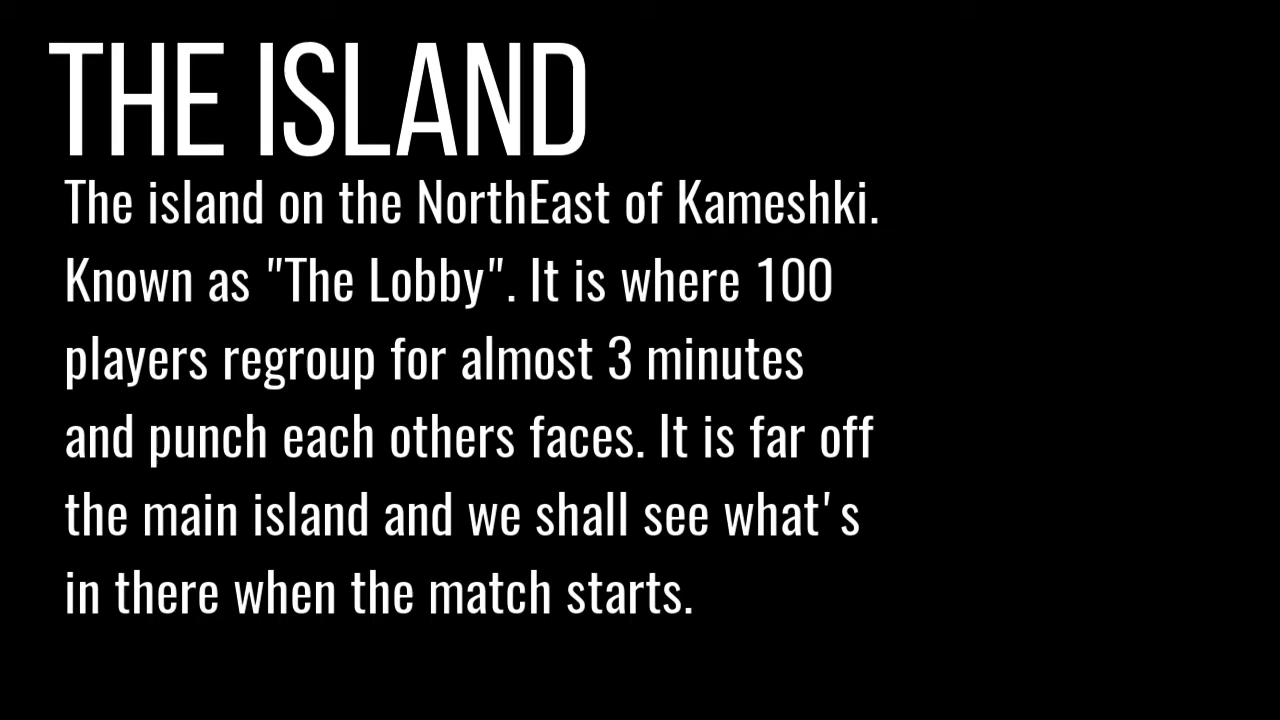 THE ISLAND
The island on the NorthEast of Kameshki.
Known as "The Lobby". It is where 100
players regroup for almost 3 minutes
and punch each others faces. It is far off
the main island and we shall see what's
in there when the match starts.